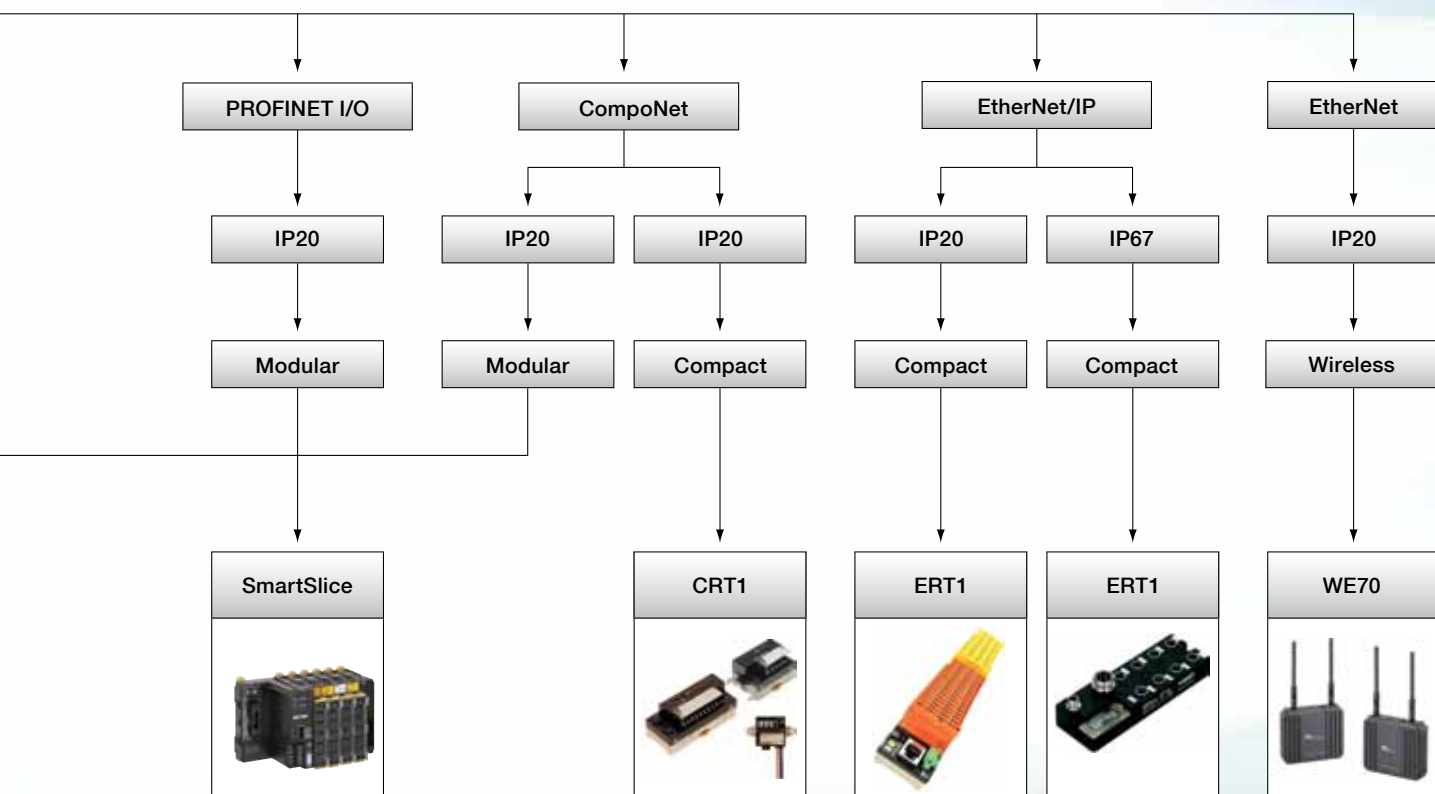 PROFINET I/O
CompoNet
EtherNet/IP
EtherNet
IP20
IP20
IP20
IP20
IP67
IP20
Modular
Modular
Compact
Compact
Compact
Wireless
SmartSlice
CRT1
ERT1
ERT1
WE70